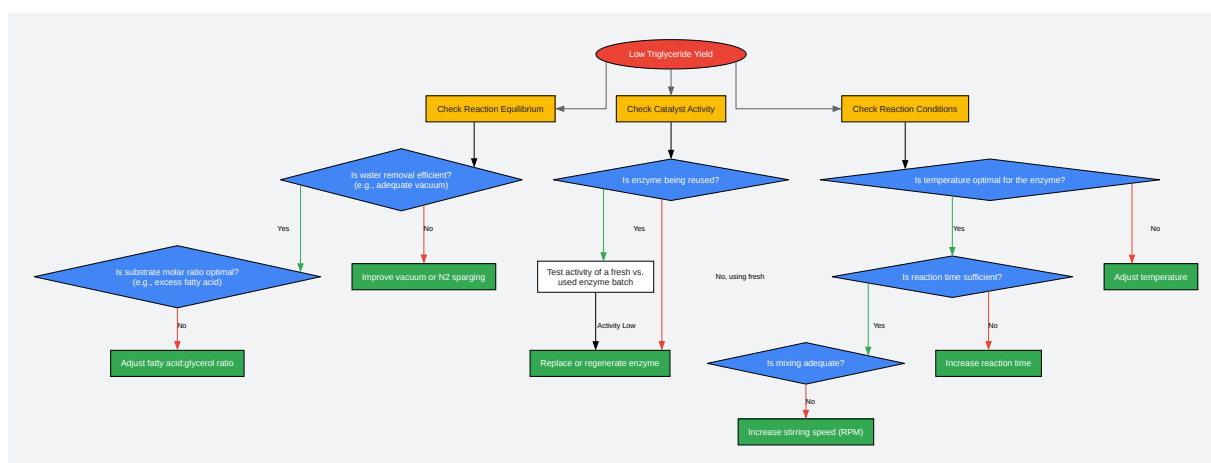 Low Triglyceride Yield
Check Reaction Equilibrium
Check Catalyst Activity
Check Reaction Conditions
Is water removal efficient?
(e.g., adequate vacuum)
Is enzyme being reused?
Is temperature optimal for the enzyme?
Yes
No
Yes
Yes
No
Is substrate molar ratio optimal?
(e.g., excess fatty acid)
Improve vacuum or N2 sparging
Test activity of a fresh vs.
used enzyme batch
No, using fresh
Is reaction time sufficient?
Adjust temperature
No
Activity Low
Yes
No
Adjust fatty acid:glycerol ratio
Replace or regenerate enzyme
Is mixing adequate?
Increase reaction time
No
Increase stirring speed (RPM)